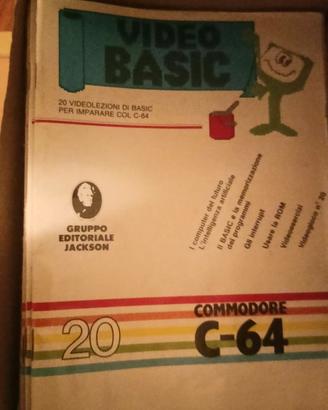 VIDEO
BASIC
20 VIDEOLEZIONI DI BASIC
PER IMPARARE COL C-64
I computer del futuro
L'intelligenza artificiale
Il BASIC e la memorizzazione
dei programmi
Gli interrupt
Usare la ROM
Videoesercizi
Videogioco n° 20
GRUPPO
EDITORIALE
JACKSON
COMMODORE
20 C-64